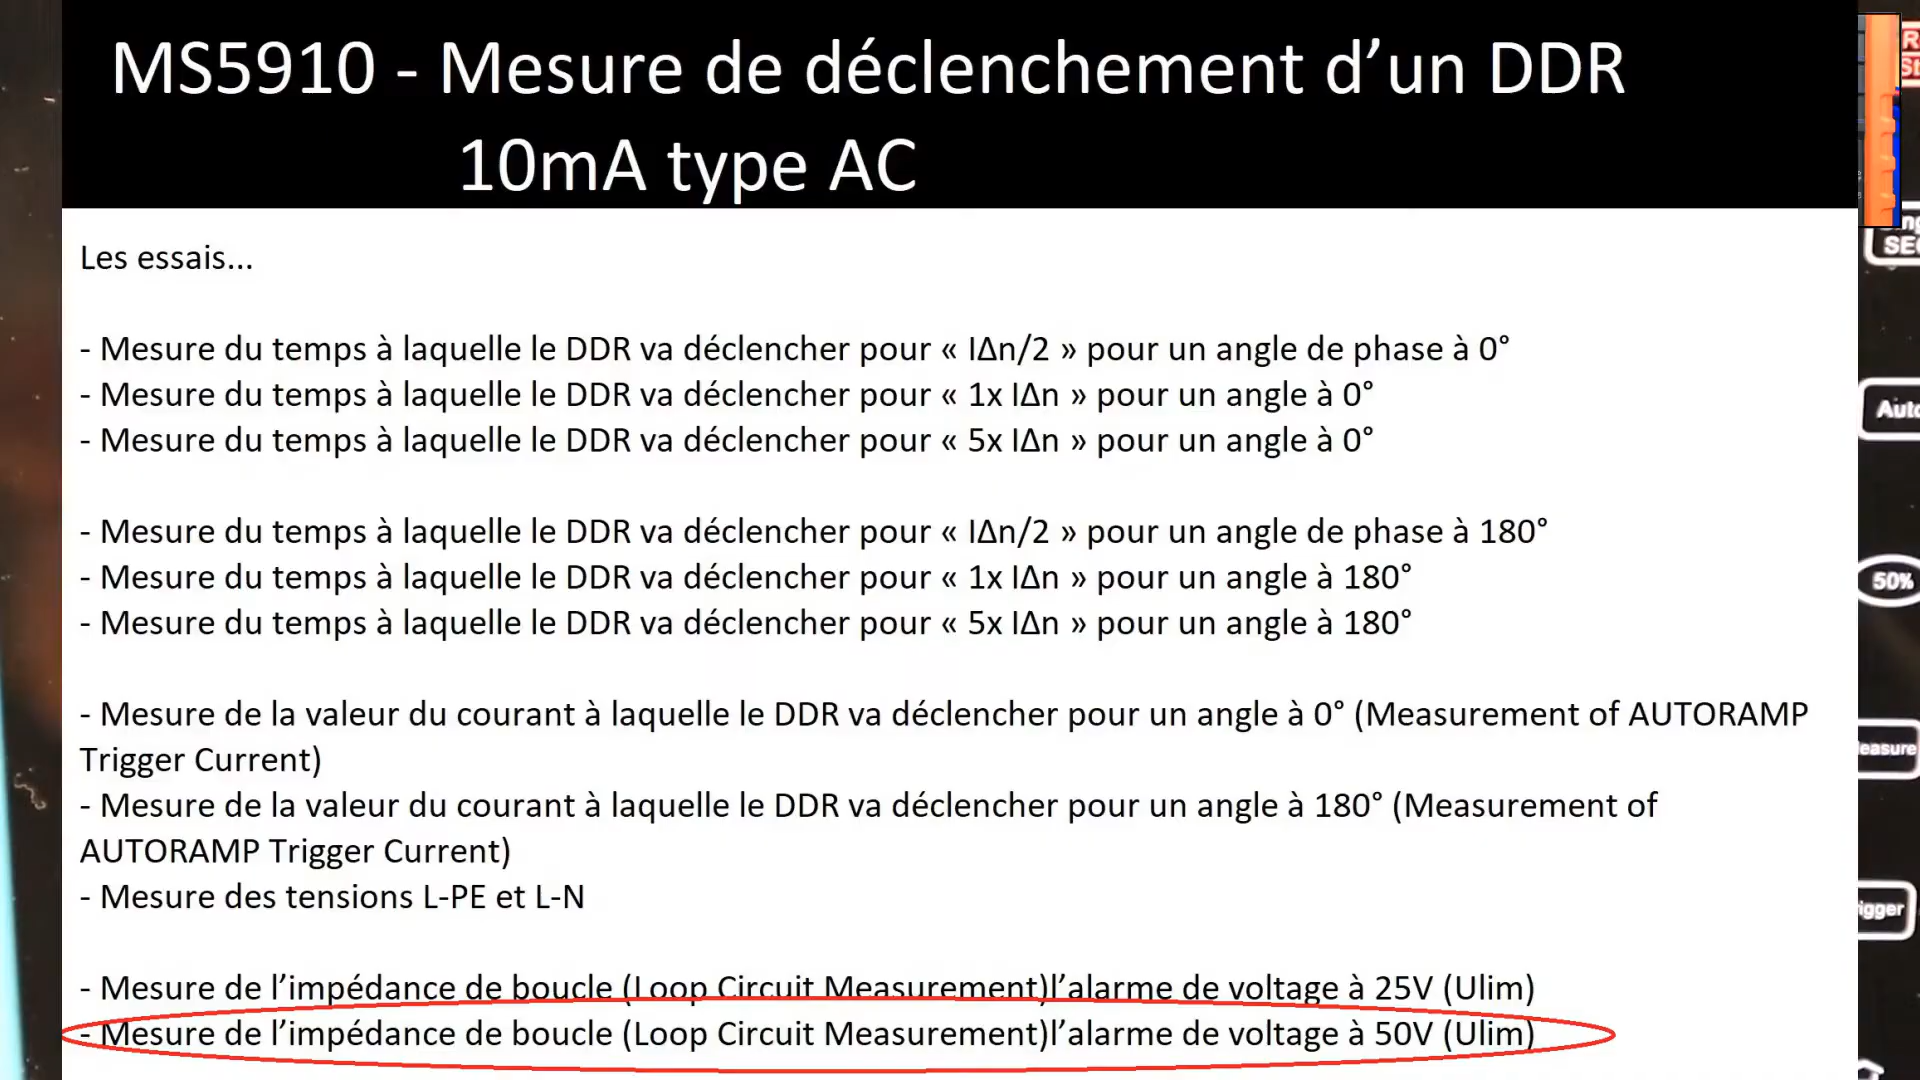 MS5910 - Mesure de déclenchement d’un DDR
10mA type AC
Les essais...
- Mesure du temps à laquelle le DDR va déclencher pour « I∆n/2 » pour un angle de phase à 0°
- Mesure du temps à laquelle le DDR va déclencher pour « 1x I∆n » pour un angle à 0°
- Mesure du temps à laquelle le DDR va déclencher pour « 5x I∆n » pour un angle à 0°
- Mesure du temps à laquelle le DDR va déclencher pour « I∆n/2 » pour un angle de phase à 180°
- Mesure du temps à laquelle le DDR va déclencher pour « 1x I∆n » pour un angle à 180°
- Mesure du temps à laquelle le DDR va déclencher pour « 5x I∆n » pour un angle à 180°
- Mesure de la valeur du courant à laquelle le DDR va déclencher pour un angle à 0° (Measurement of AUTORAMP
Trigger Current)
- Mesure de la valeur du courant à laquelle le DDR va déclencher pour un angle à 180° (Measurement of
AUTORAMP Trigger Current)
- Mesure des tensions L-PE et L-N
- Mesure de l’impédance de boucle (Loop Circuit Measurement)l’alarme de voltage à 25V (Ulim)
- Mesure de l’impédance de boucle (Loop Circuit Measurement)l’alarme de voltage à 50V (Ulim)
Auto
50%